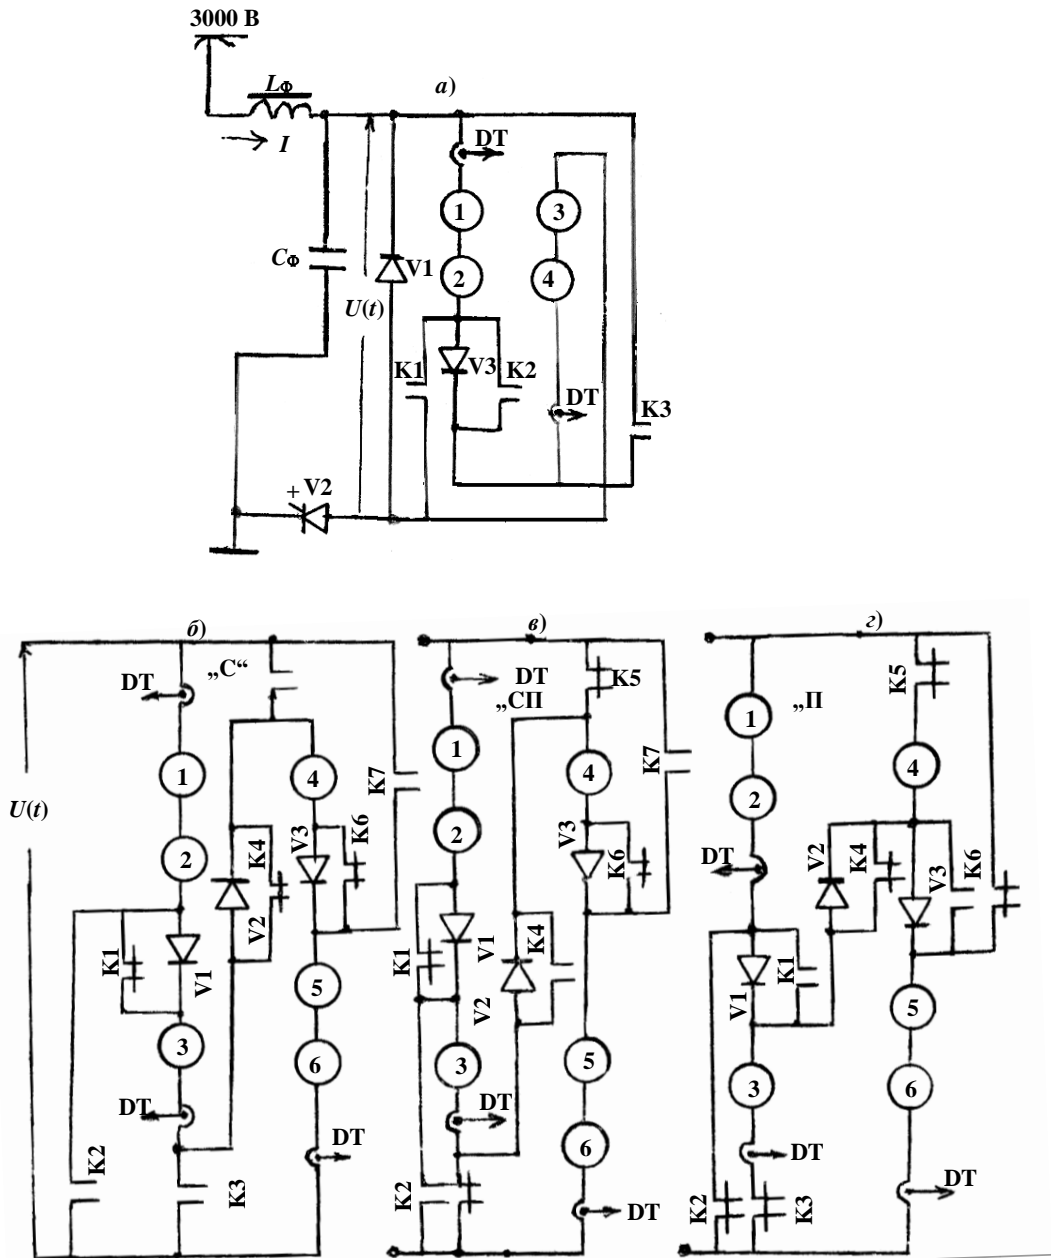 3000 В
LФ
а)
I
DT
1
3
CФ
V1
2
4
U(t)
K1
V3
K2
DT
K3
+
V2
б)
в)
г)
„С“
DT
DT
„СП
K5
K5
„П
1
1
1
4
4
4
K7
K7
U(t)
2
2
2
V3
K6
V3
K6
DT
V2
K4
V3
K6
K4
V2
K1
V1
K1
V1
K4
V2
K1
V1
5
5
5
3
3
3
6
6
6
DT
DT
DT
DT
DT
K2
K3
K2
DT
K2
K3